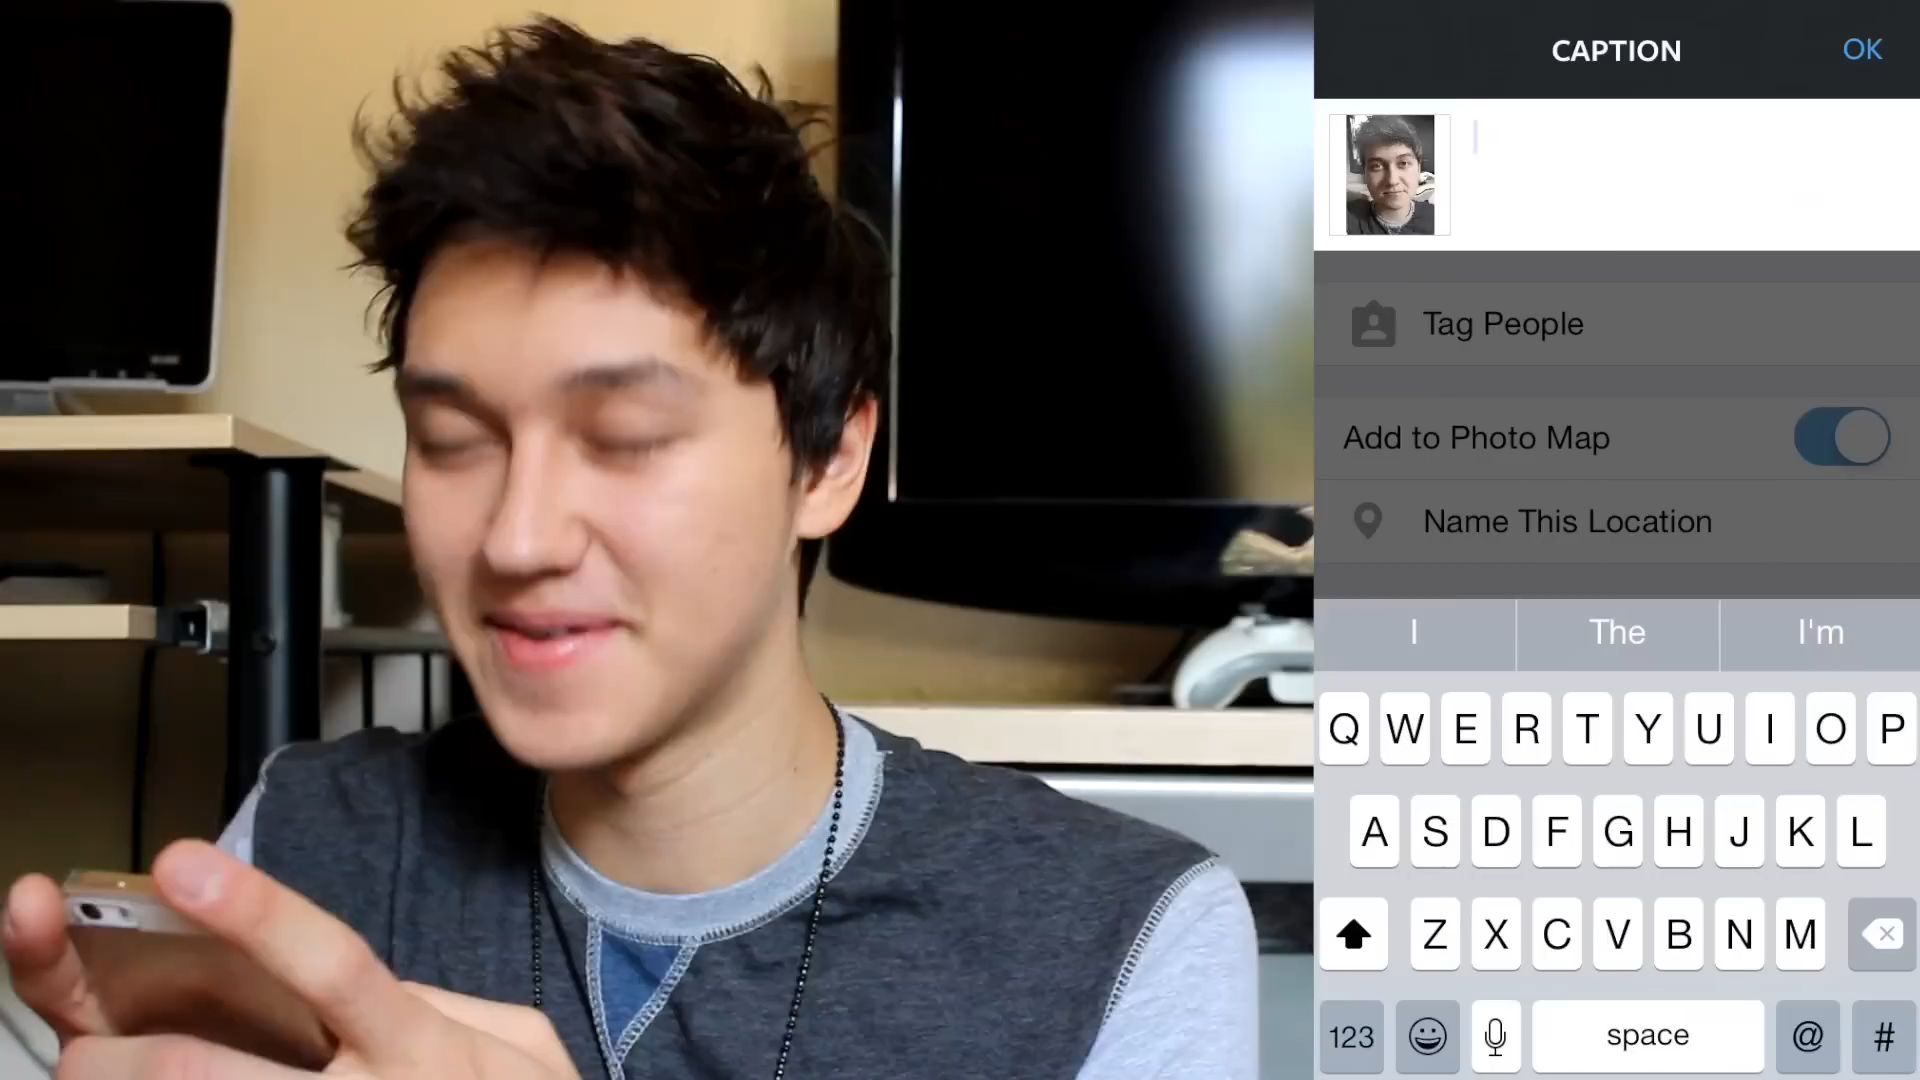 CAPTION OK
Tag People
Add to Photo Map
Name This Location
I The I'm
Q W E R T Y U I O P
A S D F G H J K L
Z X C V B N M
123 space @ #